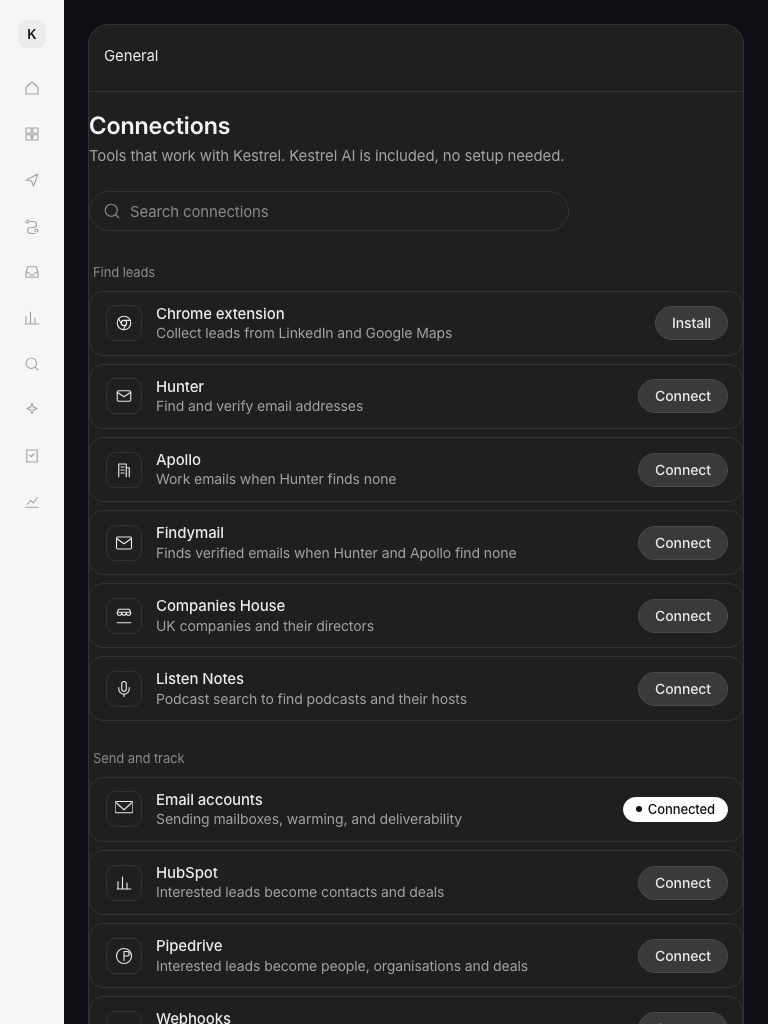 K
General
Connections
Tools that work with Kestrel. Kestrel AI is included, no setup needed.
Search connections
Find leads
Chrome extension
Collect leads from LinkedIn and Google Maps
Install
Hunter
Find and verify email addresses
Connect
Apollo
Work emails when Hunter finds none
Connect
Findymail
Finds verified emails when Hunter and Apollo find none
Connect
Companies House
UK companies and their directors
Connect
Listen Notes
Podcast search to find podcasts and their hosts
Connect
Send and track
Email accounts
Sending mailboxes, warming, and deliverability
Connected
HubSpot
Interested leads become contacts and deals
Connect
Pipedrive
Interested leads become people, organisations and deals
Connect
Webhooks